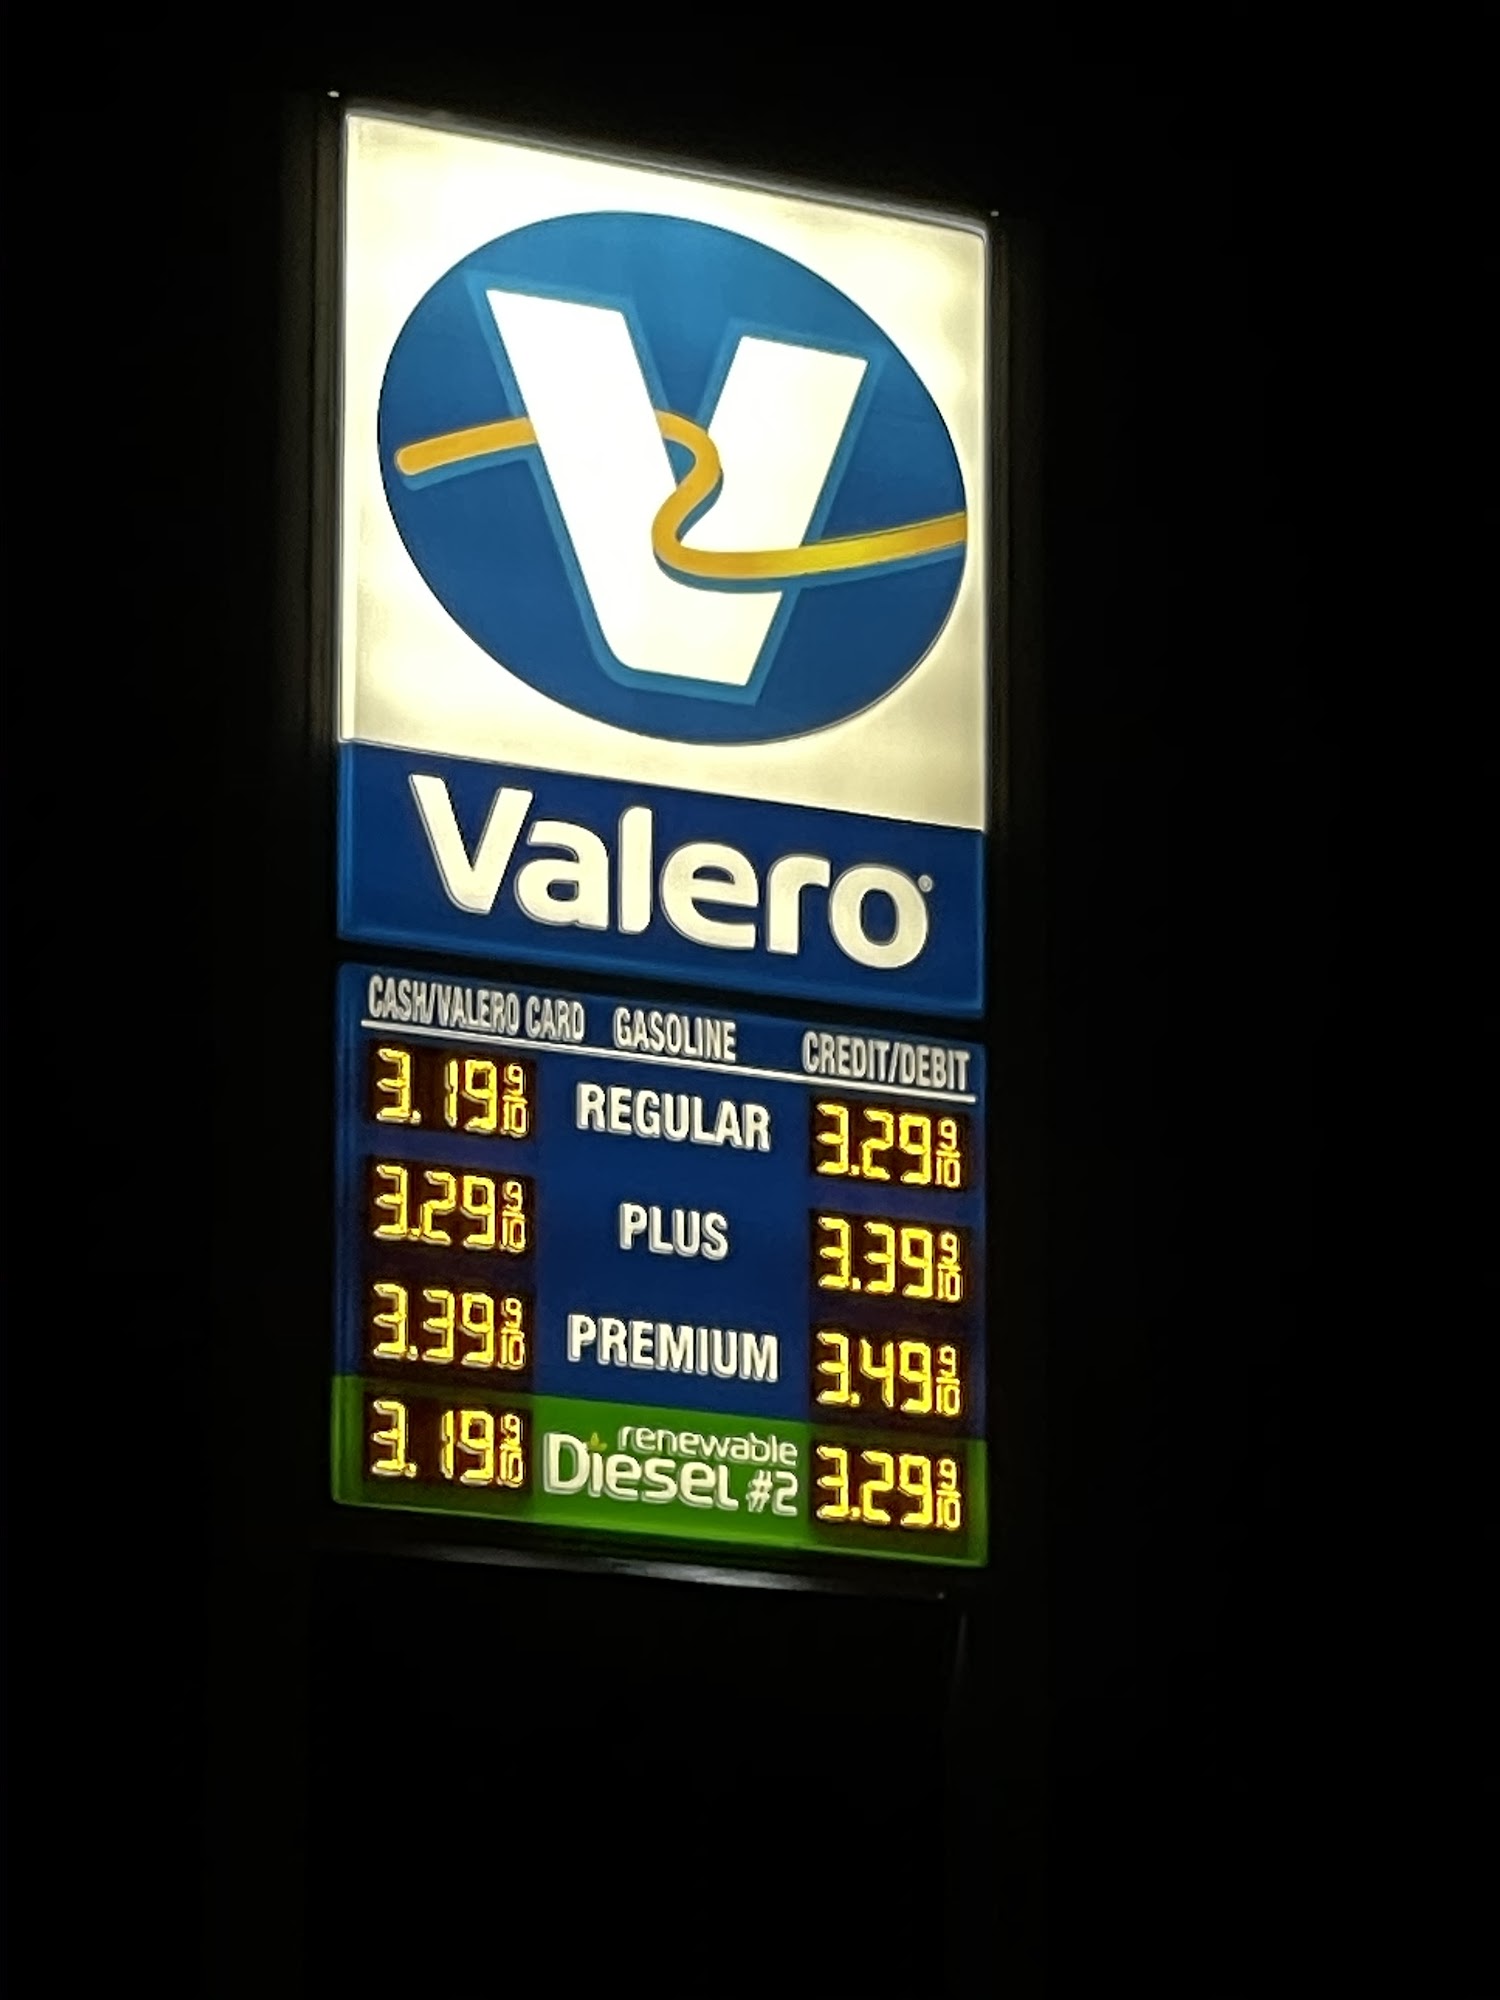 V
Valero®
CASH/VALERO CARD GASOLINE CREDIT/DEBIT
3.19 9/10 REGULAR 3.29 9/10
3.29 9/10 PLUS 3.39 9/10
3.39 9/10 PREMIUM 3.49 9/10
3.19 9/10 renewable Diesel #2 3.29 9/10